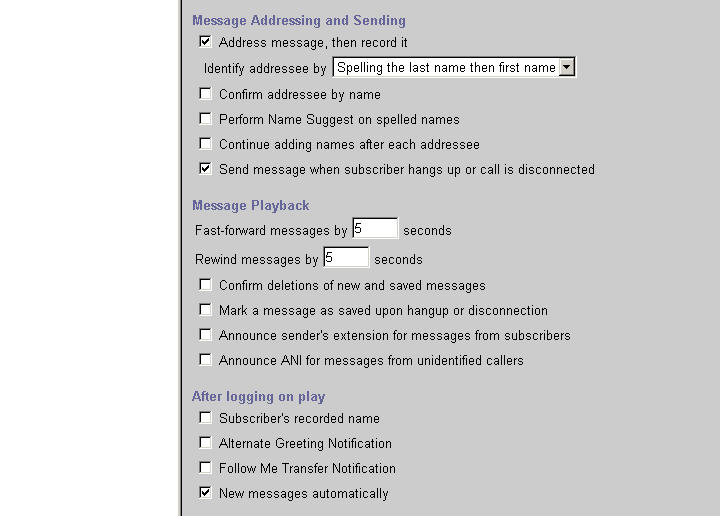 Message Addressing and Sending
Address message, then record it
Identify addressee by Spelling the last name then first name
Confirm addressee by name
Perform Name Suggest on spelled names
Continue adding names after each addressee
Send message when subscriber hangs up or call is disconnected
Message Playback
Fast-forward messages by 5 seconds
Rewind messages by 5 seconds
Confirm deletions of new and saved messages
Mark a message as saved upon hangup or disconnection
Announce sender's extension for messages from subscribers
Announce ANI for messages from unidentified callers
After logging on play
Subscriber's recorded name
Alternate Greeting Notification
Follow Me Transfer Notification
New messages automatically